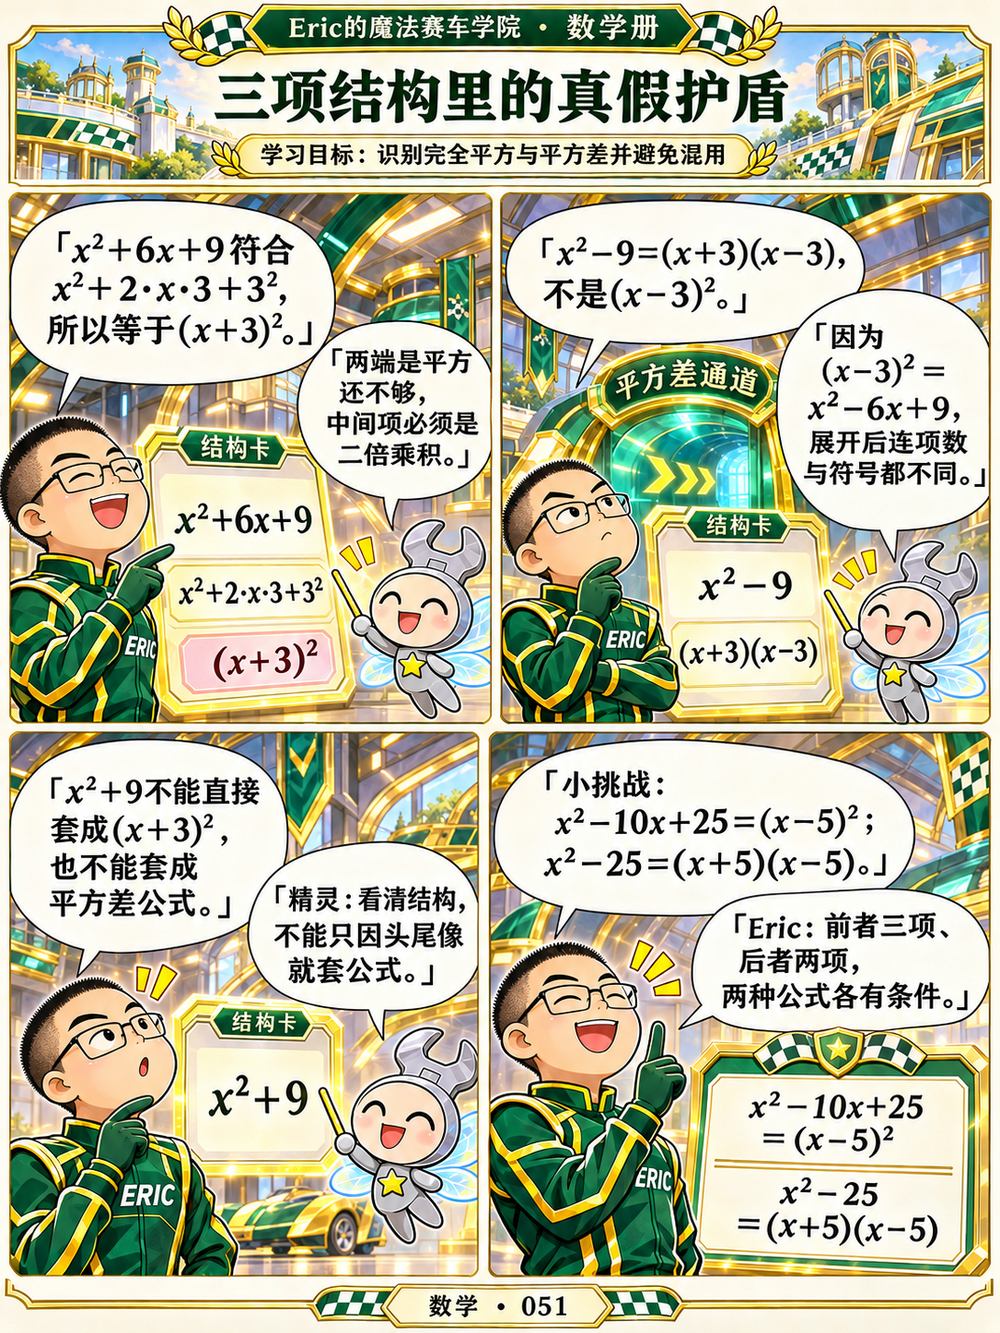 Eric的魔法赛车学院 · 数学册
三项结构里的真假护盾
学习目标：识别完全平方与平方差并避免混用
「x²+6x+9符合
x²+2·x·3+3²，
所以等于(x+3)²。」
「两端是平方
还不够，
中间项必须是
二倍乘积。」
结构卡
x²+6x+9
x²+2·x·3+3²
(x+3)²
ERIC
「x²−9=(x+3)(x−3)，
不是(x−3)²。」
「因为
(x−3)²=
x²−6x+9，
展开后连项数
与符号都不同。」
平方差通道
结构卡
x²−9
(x+3)(x−3)
ERIC
「x²+9不能直接
套成(x+3)²，
也不能套成
平方差公式。」
「精灵：看清结构，
不能只因头尾像
就套公式。」
结构卡
x²+9
ERIC
「小挑战：
x²−10x+25=(x−5)²；
x²−25=(x+5)(x−5)。」
「Eric：前者三项、
后者两项，
两种公式各有条件。」
x²−10x+25
=(x−5)²
x²−25
=(x+5)(x−5)
ERIC
数学 · 051